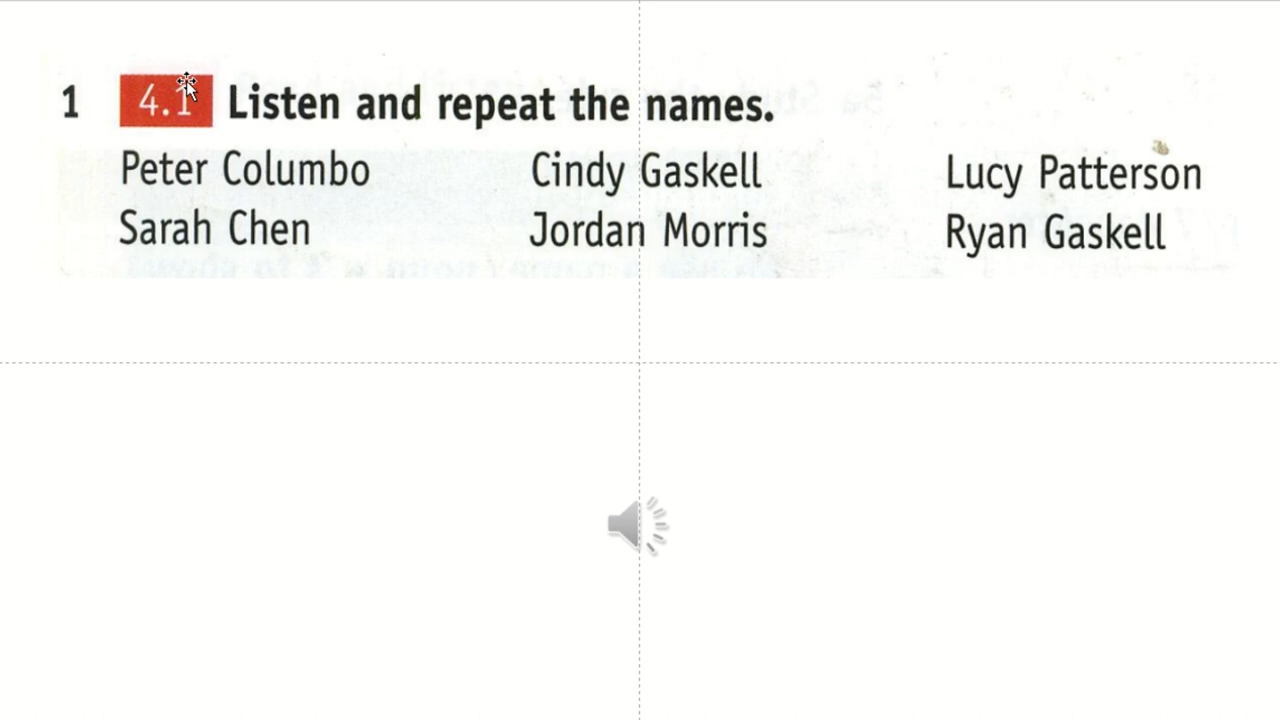 1 4.1 Listen and repeat the names.
Peter Columbo Cindy Gaskell Lucy Patterson
Sarah Chen Jordan Morris Ryan Gaskell